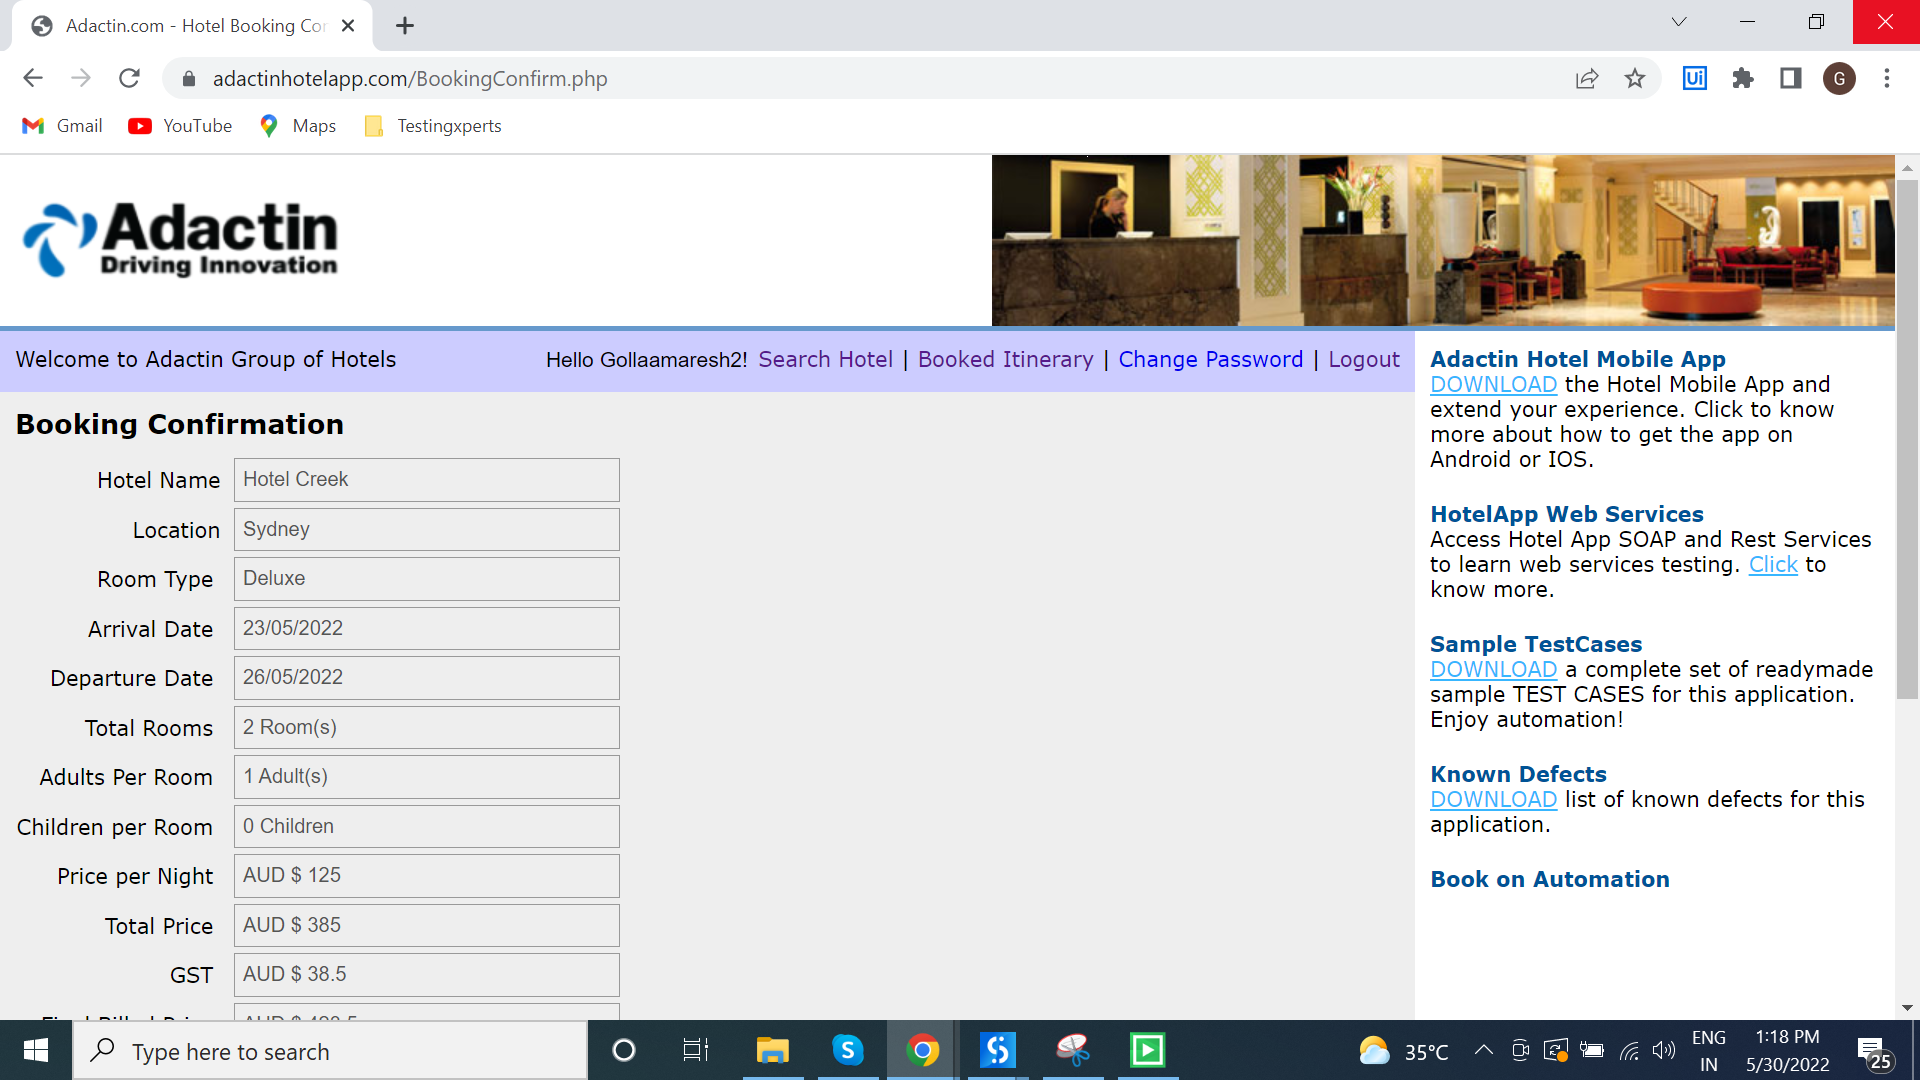 Adactin.com - Hotel Booking Cor
adactinhotelapp.com/BookingConfirm.php
Ui
G
Gmail
YouTube
Maps
Testingxperts
Adactin
Driving Innovation
Welcome to Adactin Group of Hotels
Hello Gollaamaresh2! Search Hotel | Booked Itinerary | Change Password | Logout
Booking Confirmation
Hotel Name Hotel Creek
Location Sydney
Room Type Deluxe
Arrival Date 23/05/2022
Departure Date 26/05/2022
Total Rooms 2 Room(s)
Adults Per Room 1 Adult(s)
Children per Room 0 Children
Price per Night AUD $ 125
Total Price AUD $ 385
GST AUD $ 38.5
Adactin Hotel Mobile App
DOWNLOAD the Hotel Mobile App and
extend your experience. Click to know
more about how to get the app on
Android or IOS.
HotelApp Web Services
Access Hotel App SOAP and Rest Services
to learn web services testing. Click to
know more.
Sample TestCases
DOWNLOAD a complete set of readymade
sample TEST CASES for this application.
Enjoy automation!
Known Defects
DOWNLOAD list of known defects for this
application.
Book on Automation
Type here to search
S
35°C
ENG
IN
1:18 PM
5/30/2022
25